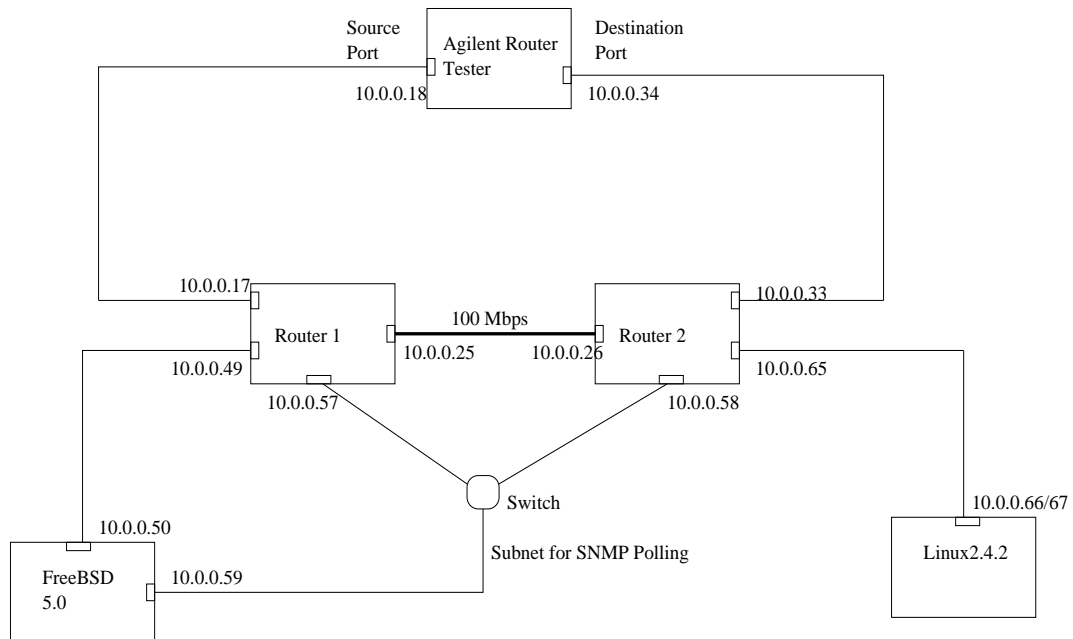 Source
Port
Agilent Router
Tester
Destination
Port
10.0.0.18
10.0.0.34
10.0.0.17
10.0.0.33
100 Mbps
Router 1
Router 2
10.0.0.25
10.0.0.26
10.0.0.49
10.0.0.65
10.0.0.57
10.0.0.58
Switch
10.0.0.66/67
10.0.0.50
Subnet for SNMP Polling
Linux2.4.2
10.0.0.59
FreeBSD
5.0